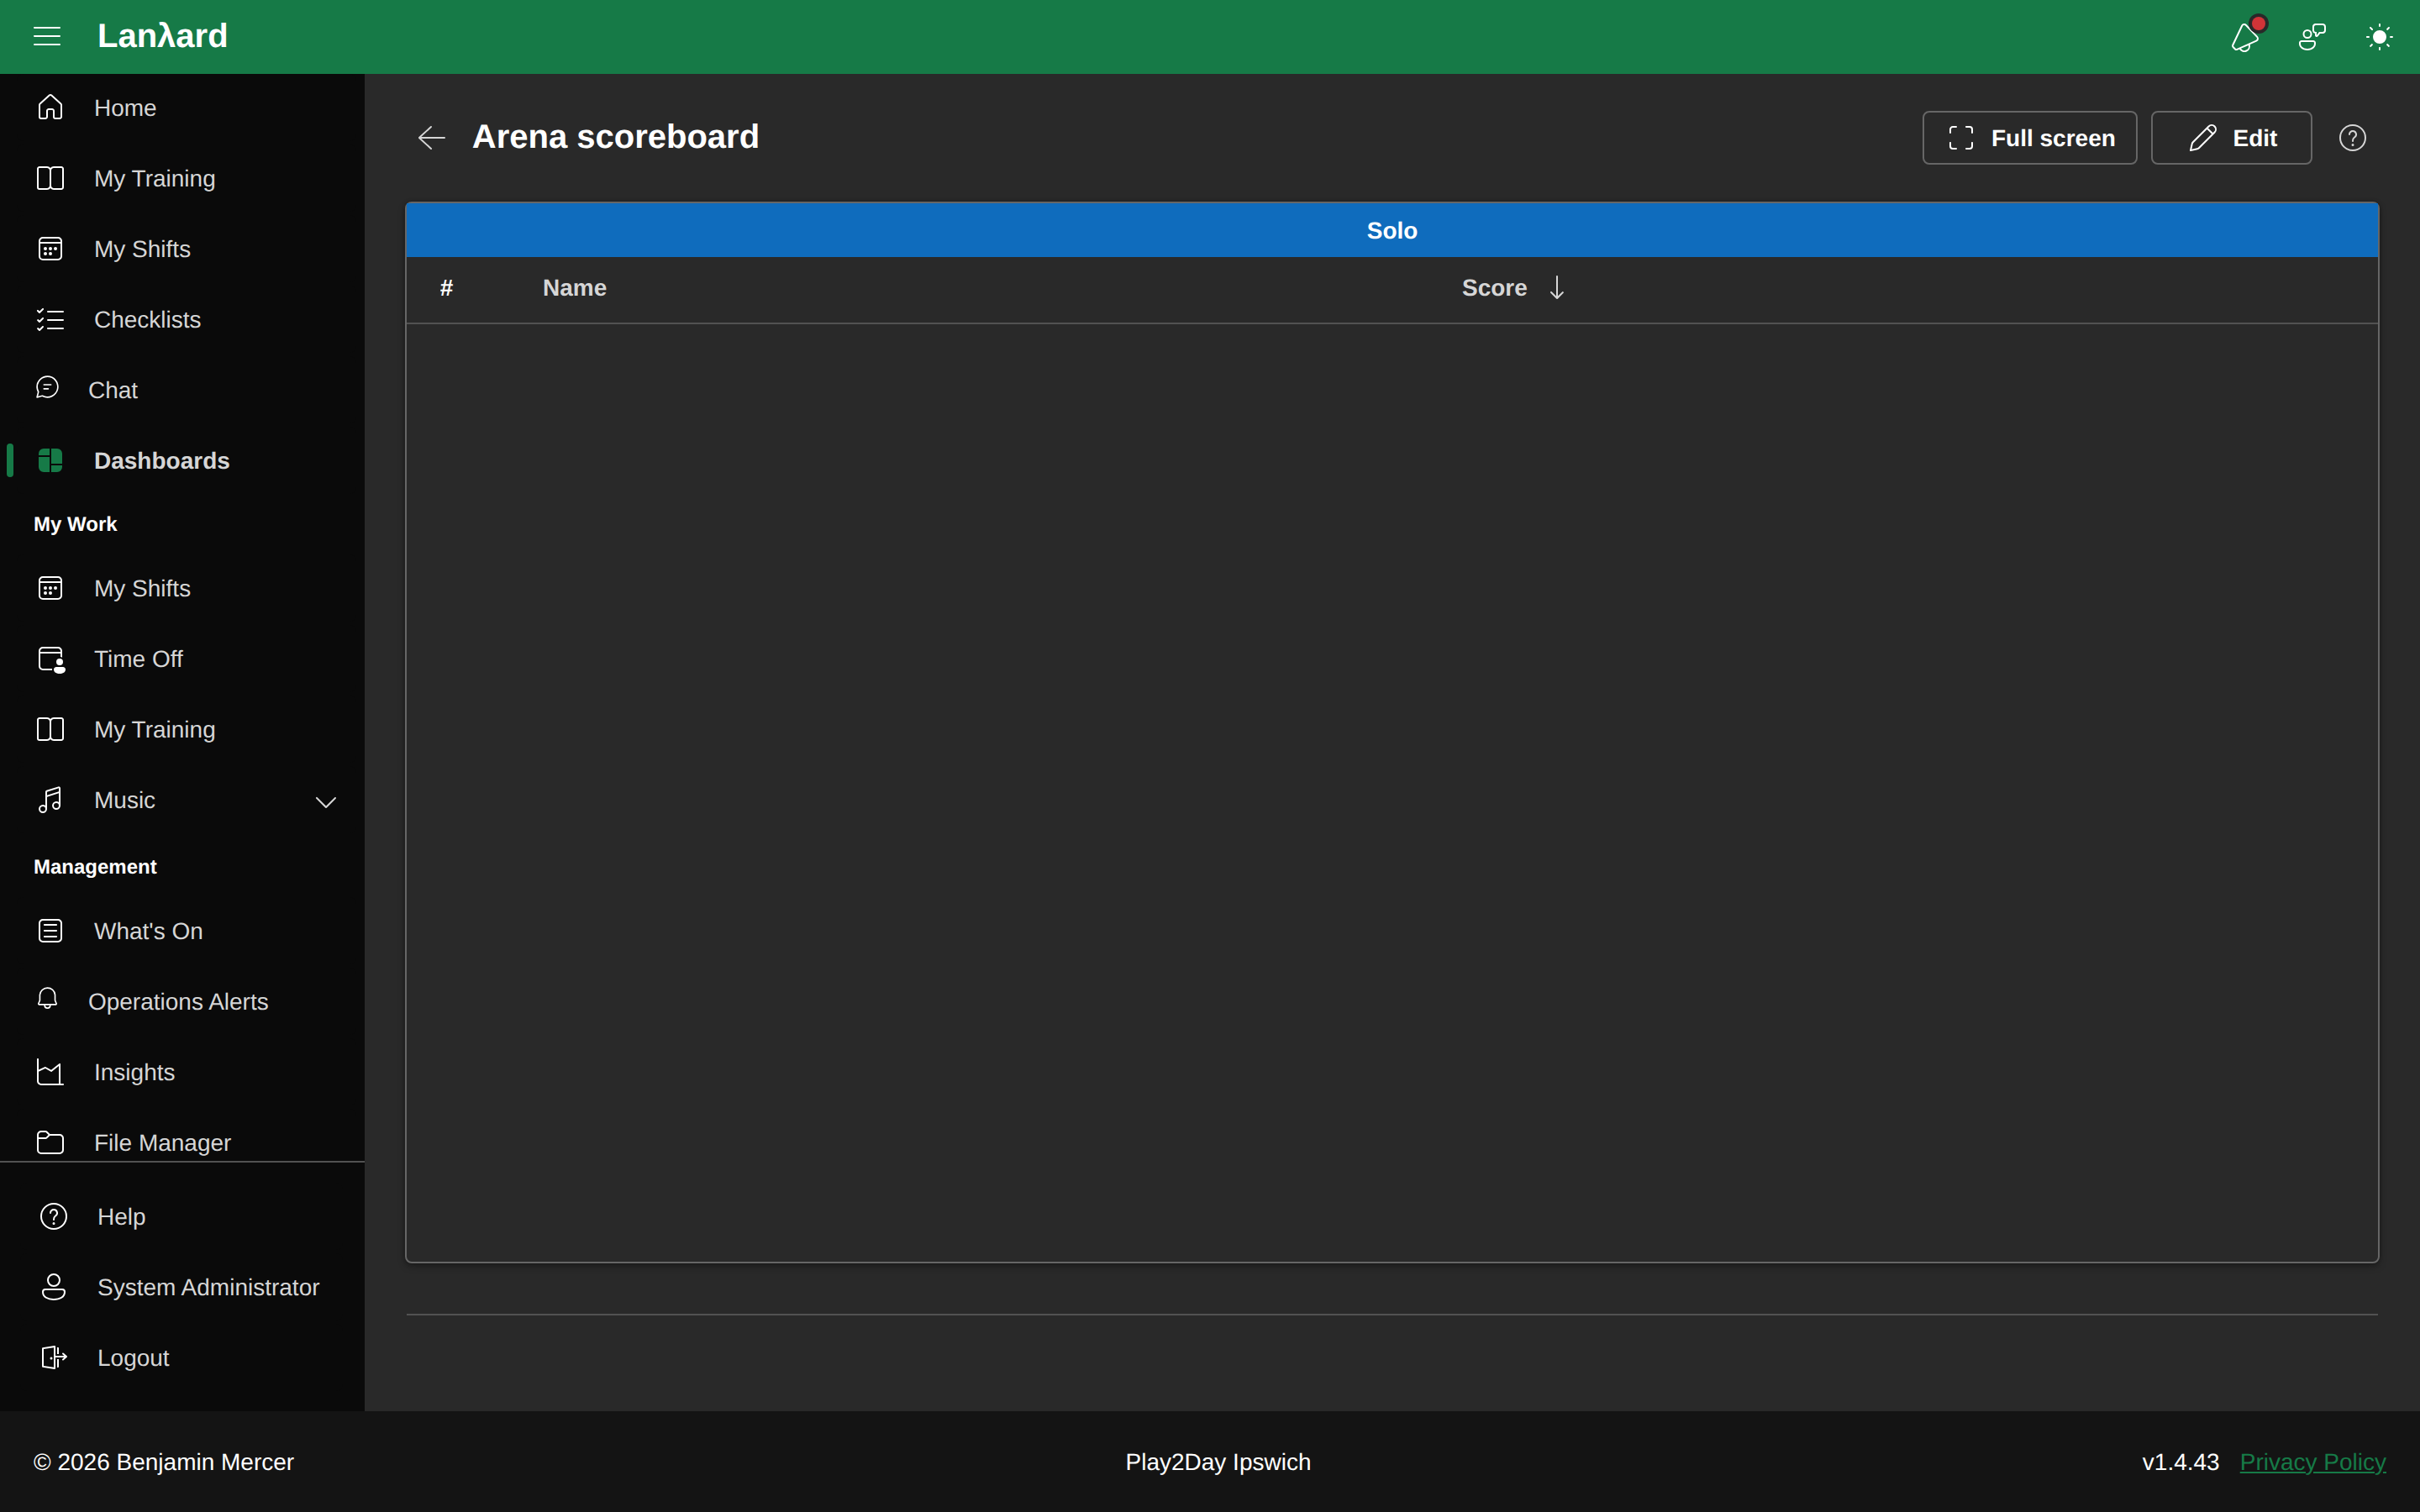 Lanλard
Home
My Training
My Shifts
Checklists
Chat
Dashboards
My Work
My Shifts
Time Off
My Training
Music
Management
What's On
Operations Alerts
Insights
File Manager
Help
System Administrator
Logout
Arena scoreboard
Full screen
Edit
Solo
# Name Score
© 2026 Benjamin Mercer
Play2Day Ipswich
v1.4.43 Privacy Policy